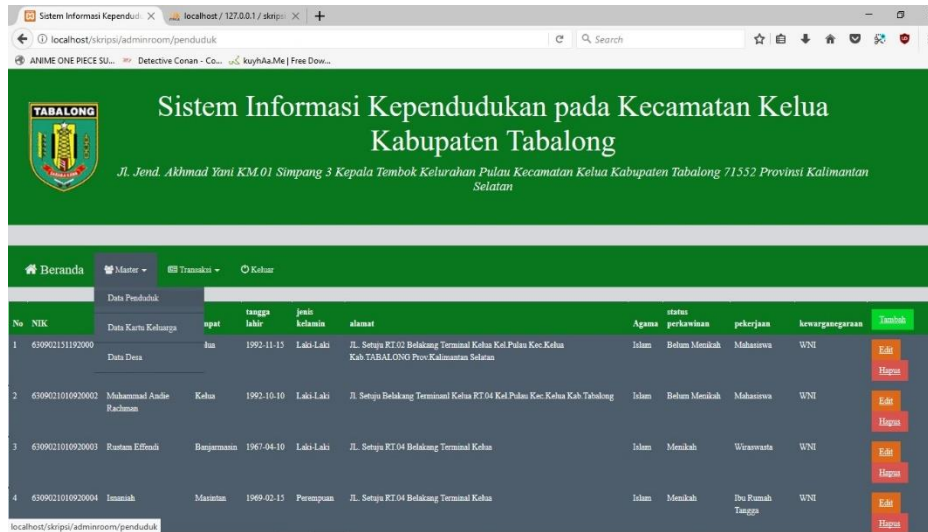 Sistem Informasi Kependudu
localhost / 127.0.0.1 / skrips
localhost/skripsi/adminroom/penduduk
Search
ANIME ONE PIECE SU...
Detective Conan - Co...
kuyhAa.Me | Free Dow...
TABALONG
Sistem Informasi Kependudukan pada Kecamatan Kelua
Kabupaten Tabalong
Jl. Jend. Akhmad Yani KM.01 Simpang 3 Kepala Tembok Kelurahan Pulau Kecamatan Kelua Kabupaten Tabalong 71552 Provinsi Kalimantan
Selatan
Beranda Master Transaksi Keluar
Data Penduduk
Data Kartu Keluarga
Data Desa
No NIK mpat tangga lahir jenis kelamin alamat Agama status perkawinan pekerjaan kewarganegaraan Tambah
1 630902151192000 lua 1992-11-15 Laki-Laki JL. Setuju RT.02 Belakang Terminal Kelua Kel.Pulau Kec.Kelua Islam Belum Menikah Mahasiswa WNI Edit
Kab.TABALONG Prov.Kalimantan Selatan Hapus
2 6309021010920002 Muhammad Andie Rachman Kelua 1992-10-10 Laki-Laki Jl. Setuju Belakang Terminanl Kelua RT.04 Kel.Pulau Kec.Kelua Kab Tabalong Islam Belum Menikah Mahasiswa WNI Edit
Hapus
3 6309021010920003 Rustam Effendi Banjarmasin 1967-04-10 Laki-Laki JL. Setuju RT.04 Belakang Terminal Kelua Islam Menikah Wiraswasta WNI Edit
Hapus
4 6309021010920004 Isnaniah Masintan 1969-02-15 Perempuan JL. Setuju RT.04 Belakang Terminal Kelua Islam Menikah Ibu Rumah Tangga WNI Edit
Hapus
localhost/skripsi/adminroom/penduduk